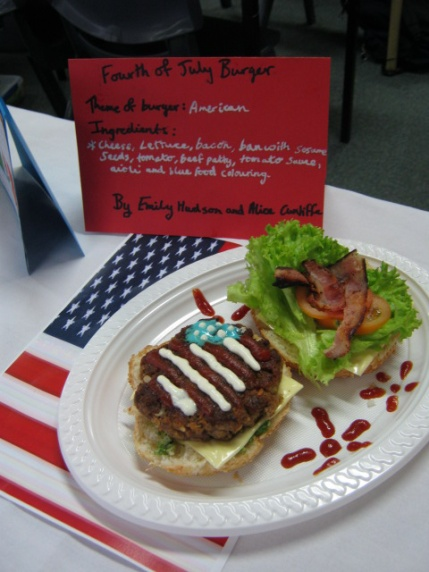 Fourth of July Burger
Theme of burger: American
Ingredients:
* Cheese, Lettuce, bacon, bun with sesame
seeds, tomato, beef patty, tomato sauce,
aioli and blue food colouring.
By Emily Hudson and Alice Cunliffe